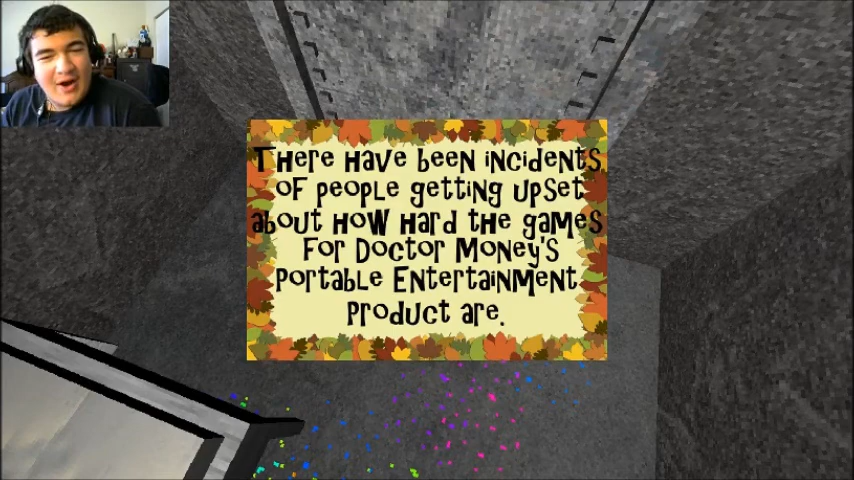 There have been incidents
of people getting upset
about how hard the games
for Doctor Money's
Portable Entertainment
Product are.